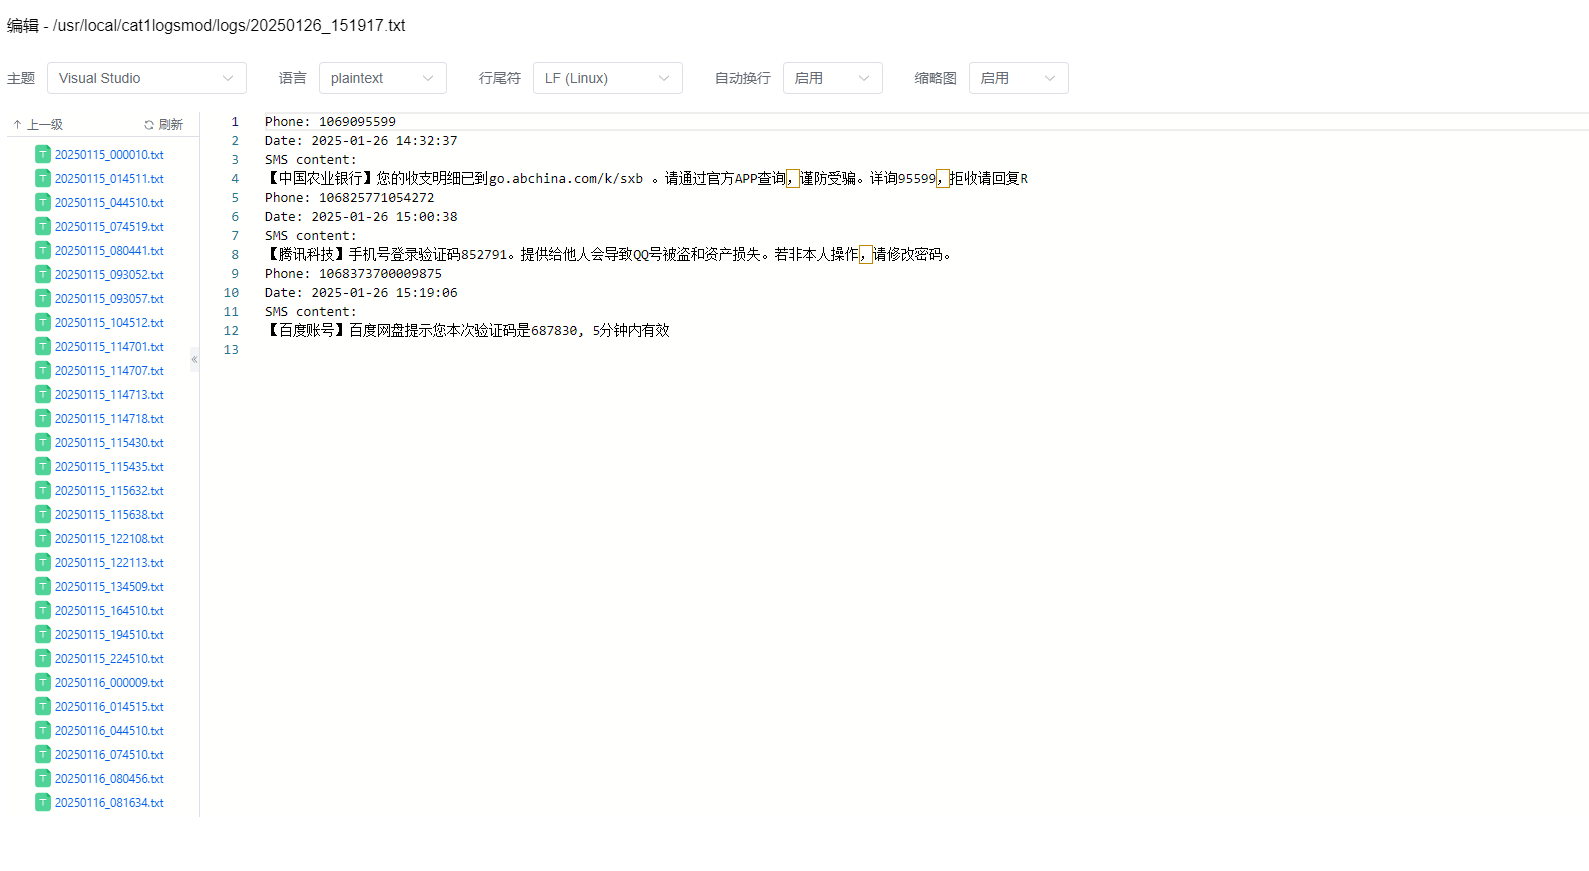 编辑 - /usr/local/cat1logsmod/logs/20250126_151917.txt
主题 Visual Studio 语言 plaintext 行尾符 LF (Linux) 自动换行 启用 缩略图 启用
上一级 刷新
20250115_000010.txt
20250115_014511.txt
20250115_044510.txt
20250115_074519.txt
20250115_080441.txt
20250115_093052.txt
20250115_093057.txt
20250115_104512.txt
20250115_114701.txt
20250115_114707.txt
20250115_114713.txt
20250115_114718.txt
20250115_115430.txt
20250115_115435.txt
20250115_115632.txt
20250115_115638.txt
20250115_122108.txt
20250115_122113.txt
20250115_134509.txt
20250115_164510.txt
20250115_194510.txt
20250115_224510.txt
20250116_000009.txt
20250116_014515.txt
20250116_044510.txt
20250116_074510.txt
20250116_080456.txt
20250116_081634.txt
1 Phone: 1069095599
2 Date: 2025-01-26 14:32:37
3 SMS content:
4 【中国农业银行】您的收支明细已到go.abchina.com/k/sxb 。请通过官方APP查询，谨防受骗。详询95599，拒收请回复R
5 Phone: 106825771054272
6 Date: 2025-01-26 15:00:38
7 SMS content:
8 【腾讯科技】手机号登录验证码852791。提供给他人会导致QQ号被盗和资产损失。若非本人操作，请修改密码。
9 Phone: 1068373700009875
10 Date: 2025-01-26 15:19:06
11 SMS content:
12 【百度账号】百度网盘提示您本次验证码是687830, 5分钟内有效
13